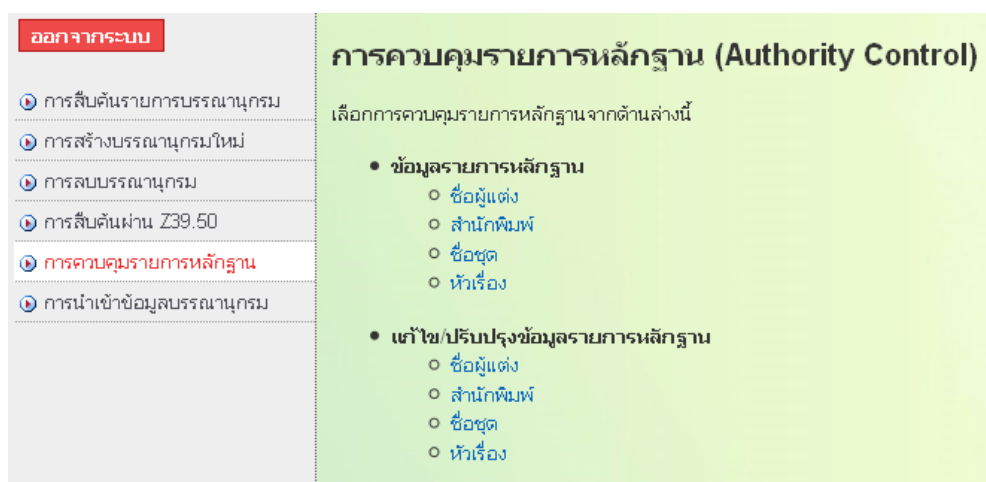 ออกจากระบบ
การสืบค้นรายการบรรณานุกรม
การสร้างบรรณานุกรมใหม่
การลบบรรณานุกรม
การสืบค้นผ่าน Z39.50
การควบคุมรายการหลักฐาน
การนำเข้าข้อมูลบรรณานุกรม
การควบคุมรายการหลักฐาน (Authority Control)
เลือกการควบคุมรายการหลักฐานจากด้านล่างนี้
ข้อมูลรายการหลักฐาน
ชื่อผู้แต่ง
สำนักพิมพ์
ชื่อชุด
หัวเรื่อง
แก้ไข/ปรับปรุงข้อมูลรายการหลักฐาน
ชื่อผู้แต่ง
สำนักพิมพ์
ชื่อชุด
หัวเรื่อง